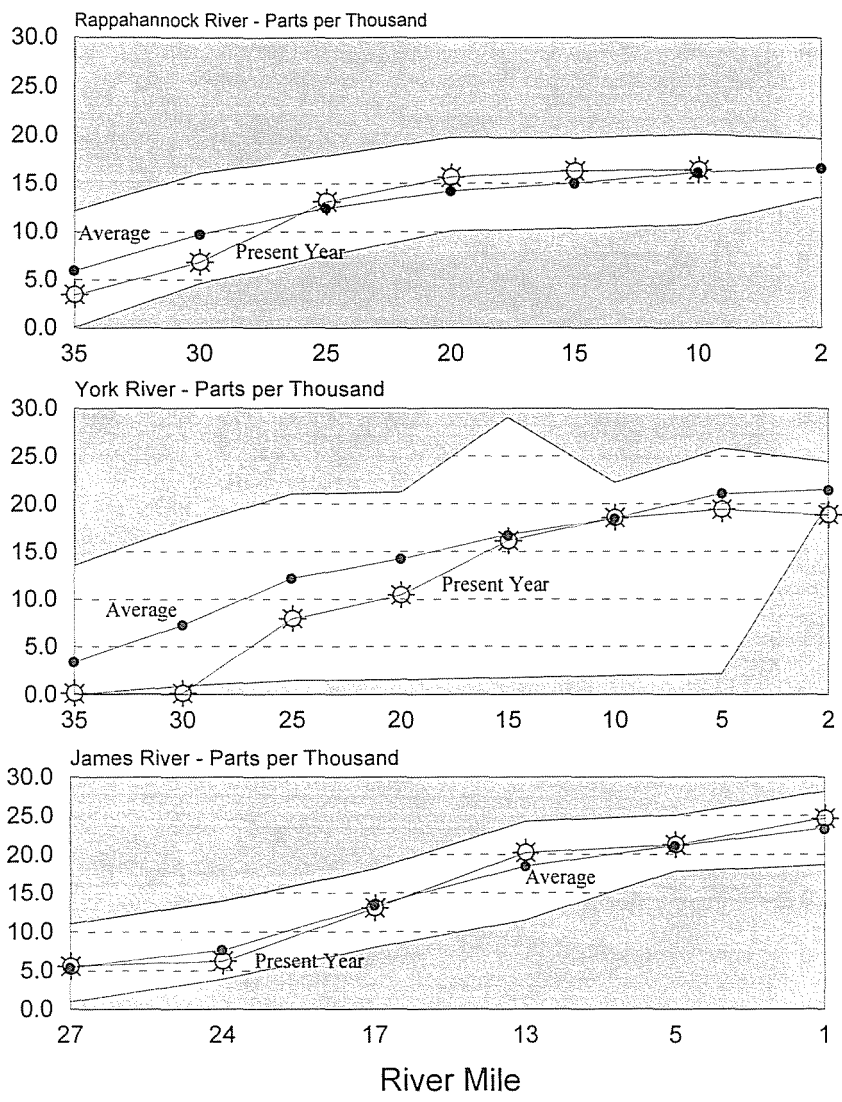 Rappahannock River - Parts per Thousand
30.0
25.0
20.0
15.0
10.0
5.0
0.0
Average
Present Year
35 30 25 20 15 10 2
York River - Parts per Thousand
30.0
25.0
20.0
15.0
10.0
5.0
0.0
Average
Present Year
35 30 25 20 15 10 5 2
James River - Parts per Thousand
30.0
25.0
20.0
15.0
10.0
5.0
0.0
Average
Present Year
27 24 17 13 5 1
River Mile